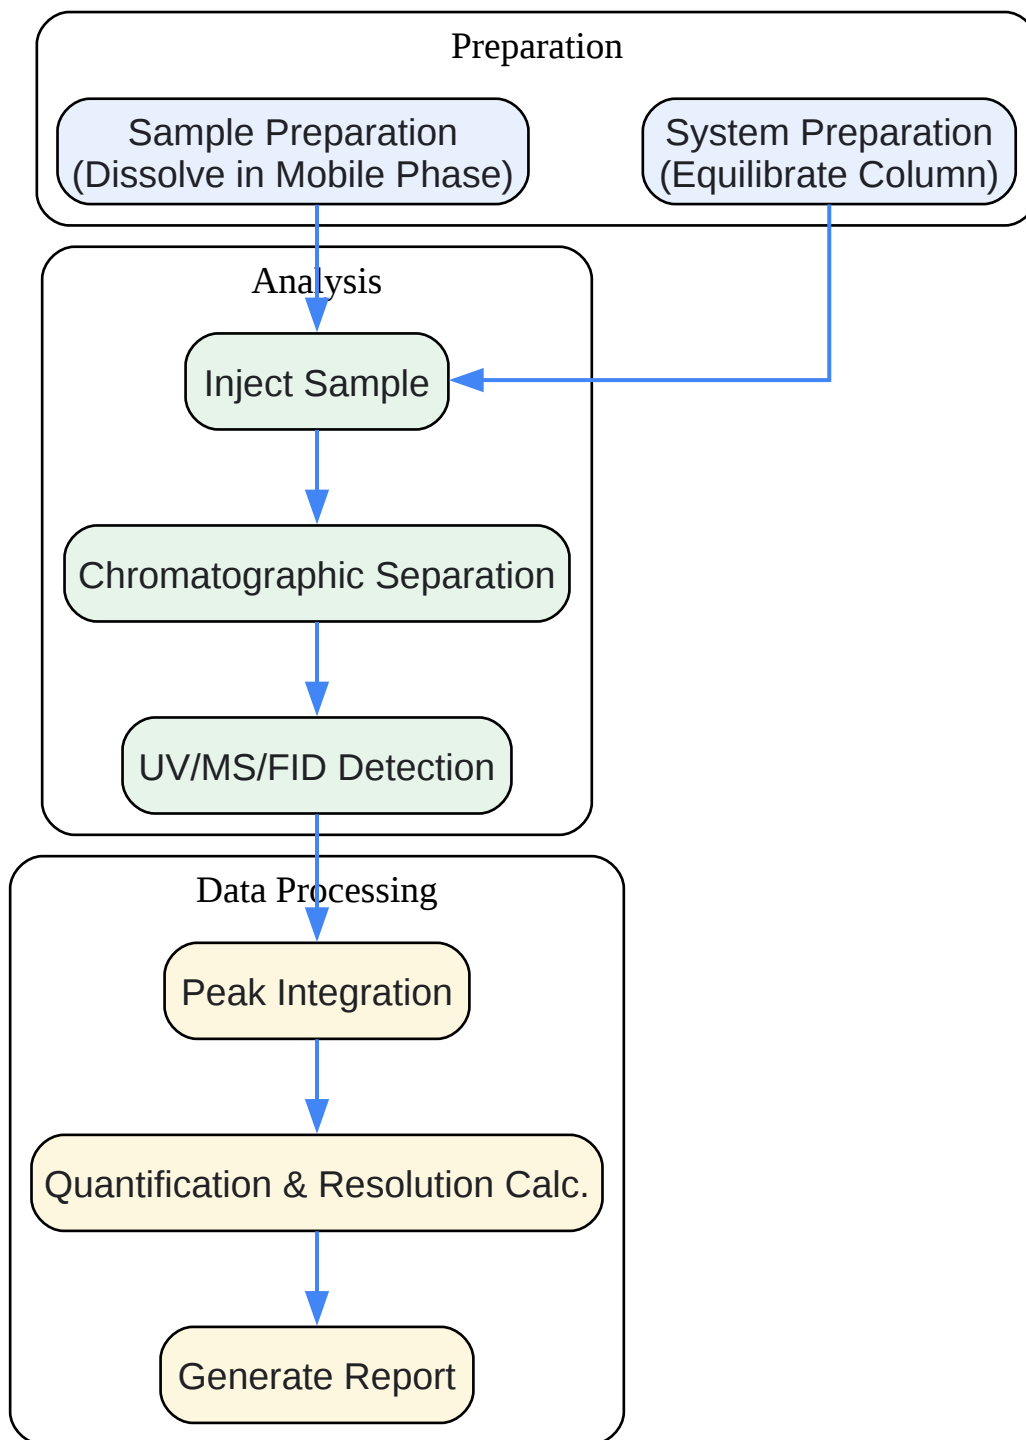 Preparation
Sample Preparation
(Dissolve in Mobile Phase)
System Preparation
(Equilibrate Column)
Analysis
Inject Sample
Chromatographic Separation
UV/MS/FID Detection
Data Processing
Peak Integration
Quantification & Resolution Calc.
Generate Report